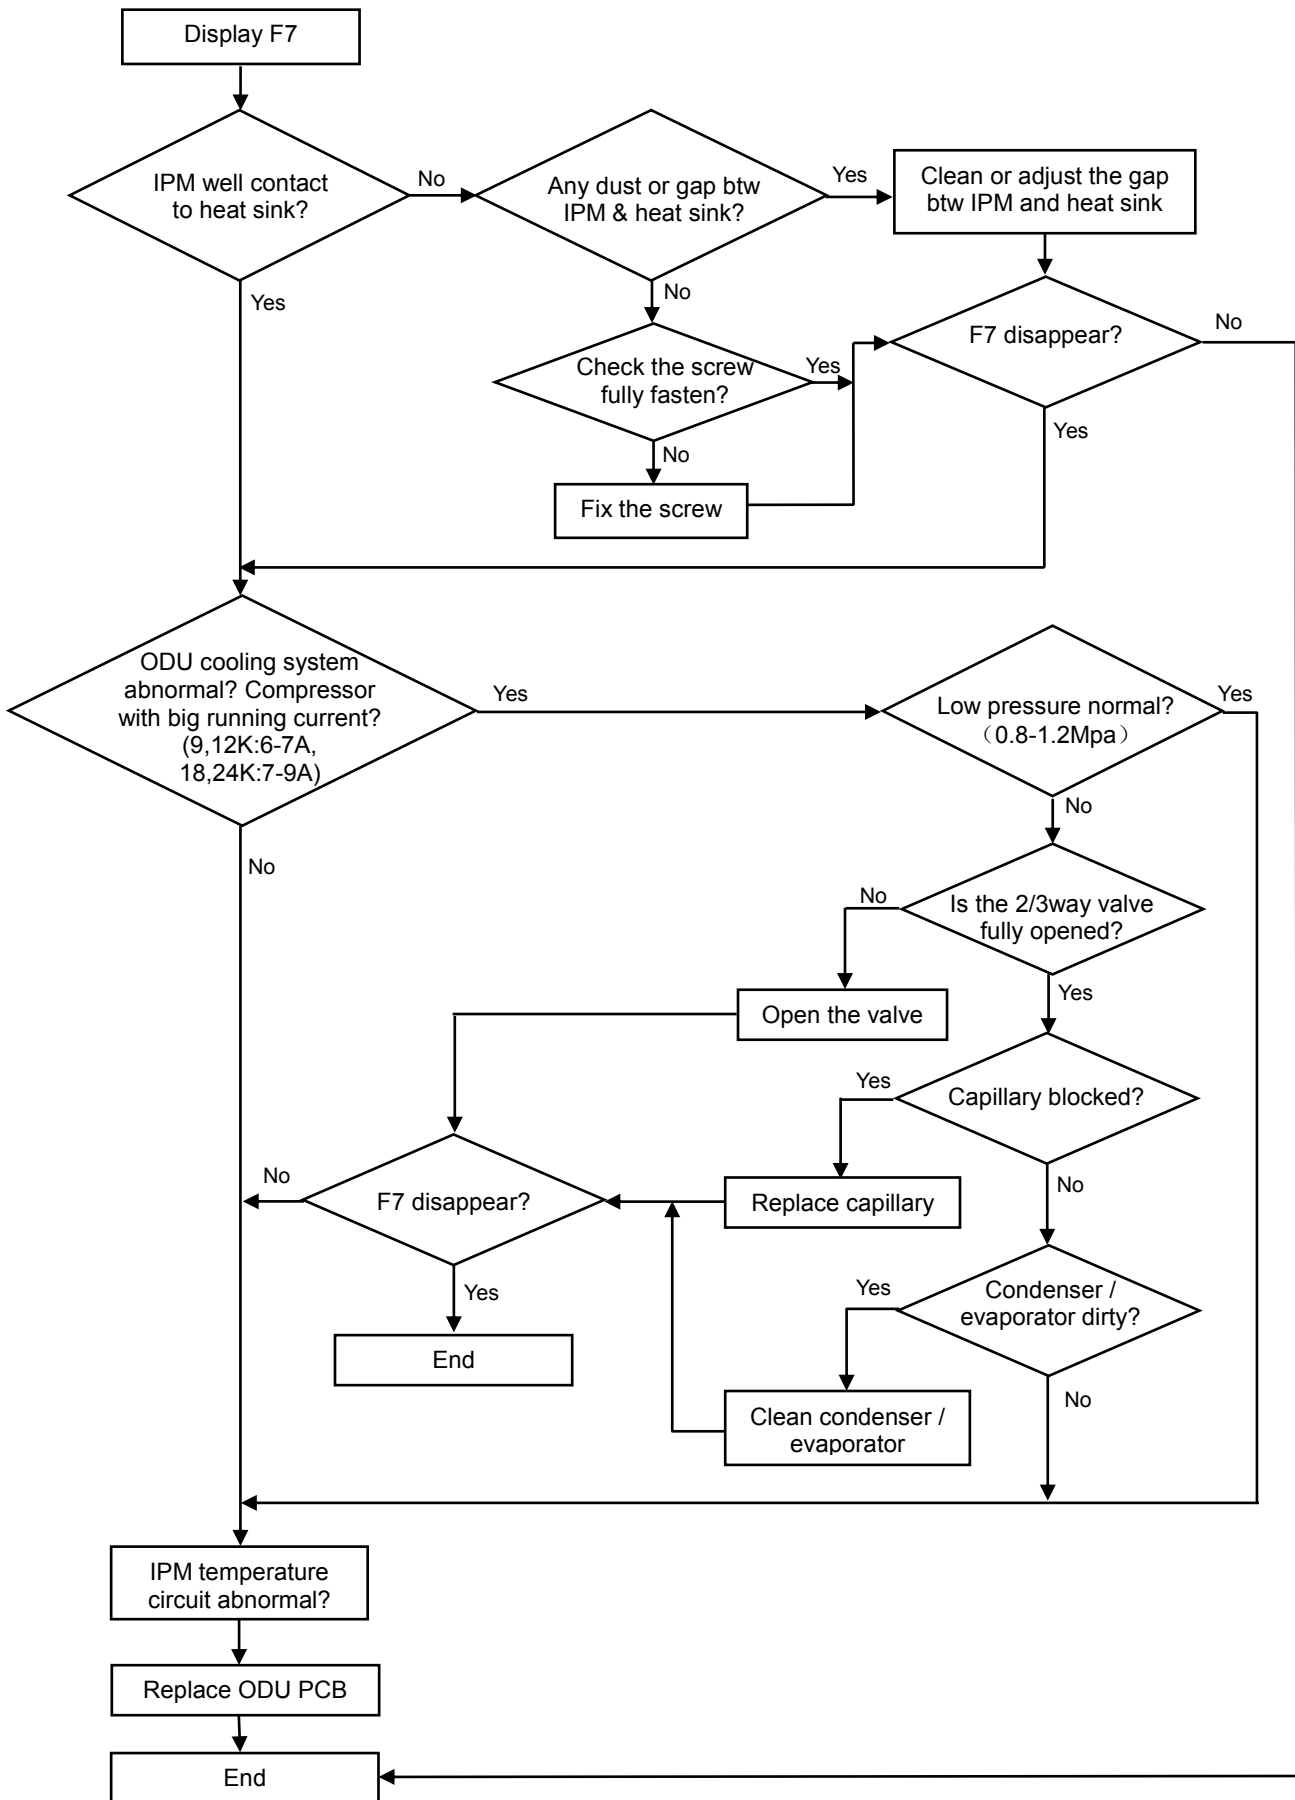 Display F7
IPM well contact
to heat sink?
No
Any dust or gap btw
IPM & heat sink?
Yes
Clean or adjust the gap
btw IPM and heat sink
Yes
No
F7 disappear?
No
Check the screw
fully fasten?
Yes
Yes
No
Fix the screw
ODU cooling system
abnormal? Compressor
with big running current?
(9,12K:6-7A,
18,24K:7-9A)
Yes
Low pressure normal?
（0.8-1.2Mpa）
Yes
No
No
Is the 2/3way valve
fully opened?
No
Yes
Open the valve
Capillary blocked?
Yes
No
Replace capillary
F7 disappear?
No
Yes
End
Condenser /
evaporator dirty?
Yes
No
Clean condenser /
evaporator
IPM temperature
circuit abnormal?
Replace ODU PCB
End